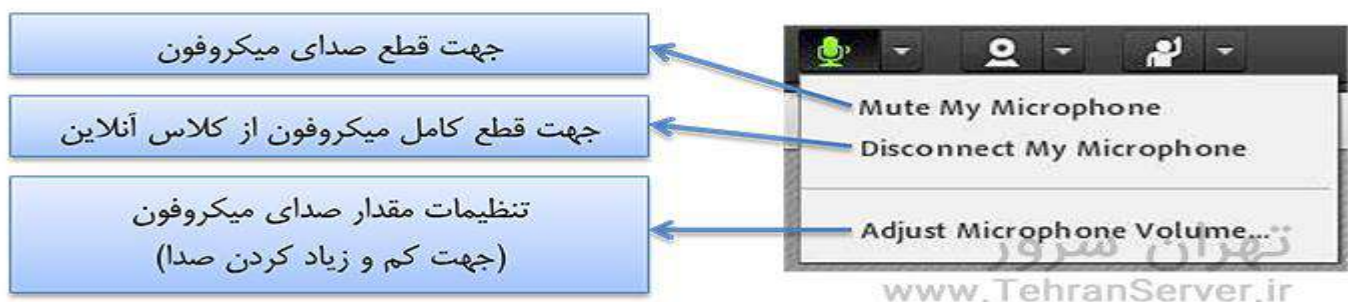 جهت قطع صدای میکروفون
Mute My Microphone
جهت قطع کامل میکروفون از کلاس آنلاین
Disconnect My Microphone
تنظیمات مقدار صدای میکروفون
(جهت کم و زیاد کردن صدا)
Adjust Microphone Volume...
تهران سرور
www.TehranServer.ir